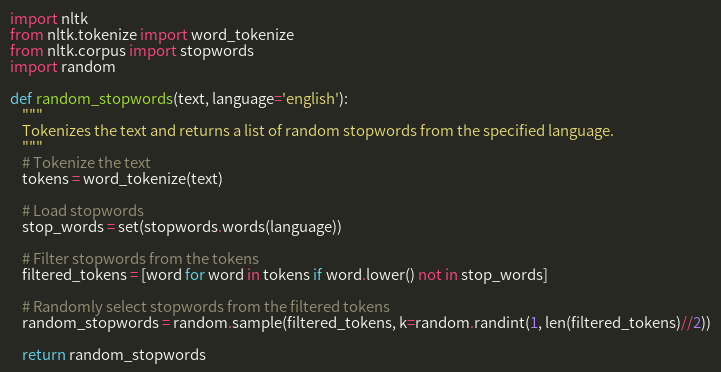 import nltk
from nltk.tokenize import word_tokenize
from nltk.corpus import stopwords
import random

def random_stopwords(text, language='english'):
    """
    Tokenizes the text and returns a list of random stopwords from the specified language.
    """
    # Tokenize the text
    tokens = word_tokenize(text)

    # Load stopwords
    stop_words = set(stopwords.words(language))

    # Filter stopwords from the tokens
    filtered_tokens = [word for word in tokens if word.lower() not in stop_words]

    # Randomly select stopwords from the filtered tokens
    random_stopwords = random.sample(filtered_tokens, k=random.randint(1, len(filtered_tokens)//2))

    return random_stopwords